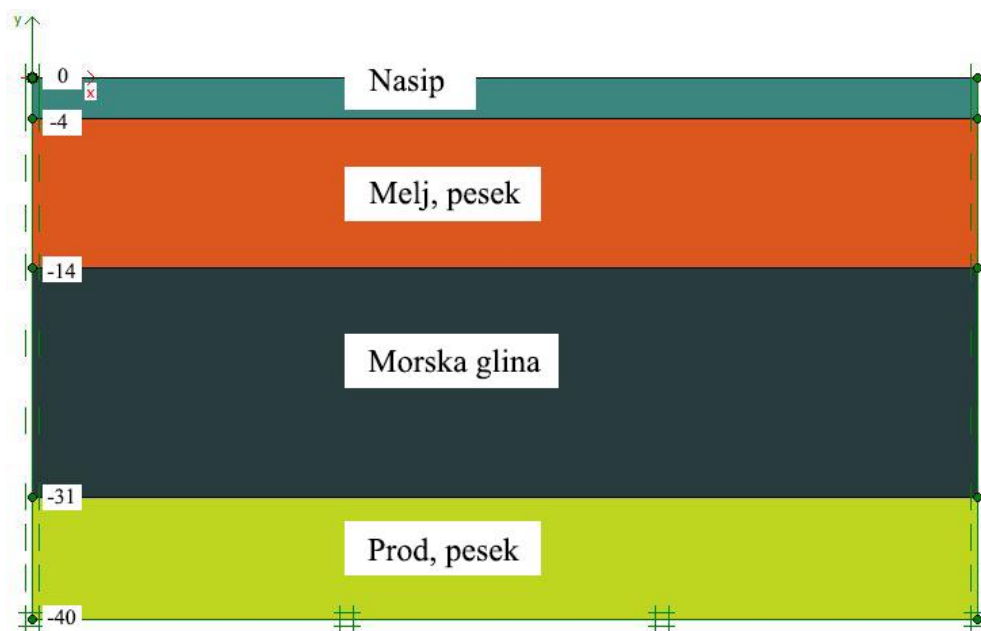 y
0
x
Nasip
-4
Melj, pesek
-14
Morska glina
-31
Prod, pesek
-40